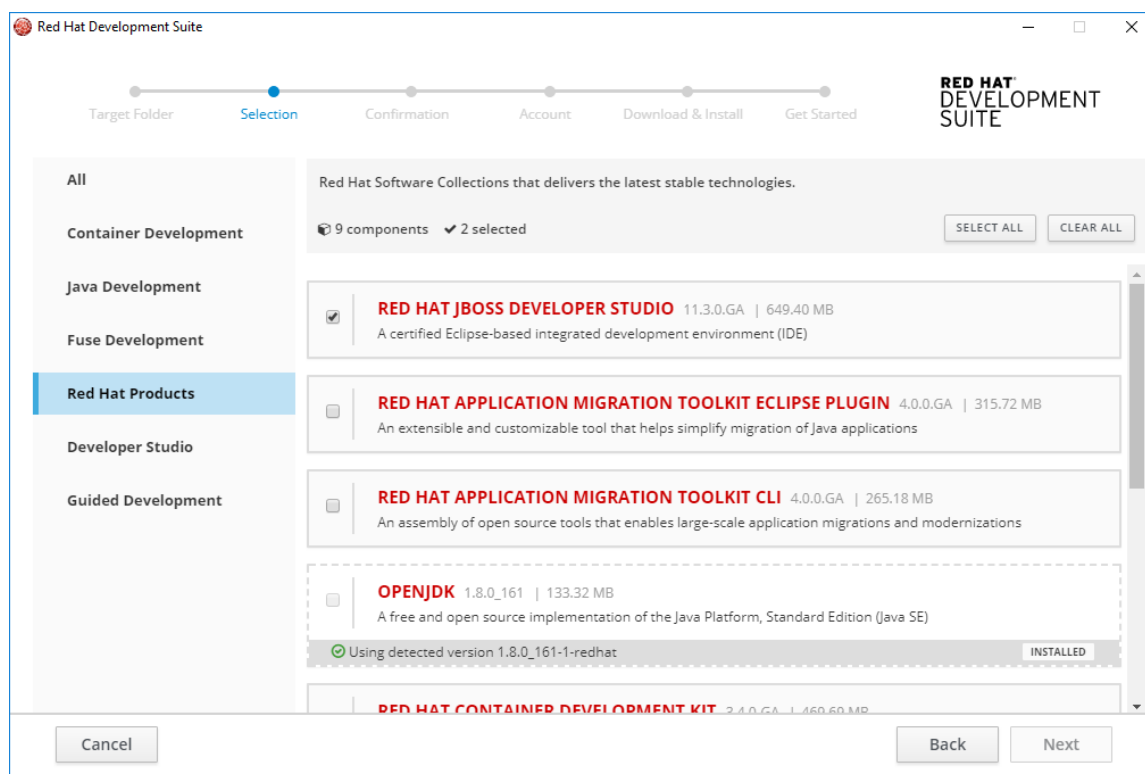 Red Hat Development Suite
Target Folder
Selection
Confirmation
Account
Download & Install
Get Started
RED HAT
DEVELOPMENT
SUITE
All
Container Development
Java Development
Fuse Development
Red Hat Products
Developer Studio
Guided Development
Red Hat Software Collections that delivers the latest stable technologies.
9 components 2 selected
SELECT ALL
CLEAR ALL
RED HAT JBOSS DEVELOPER STUDIO 11.3.0.GA | 649.40 MB
A certified Eclipse-based integrated development environment (IDE)
RED HAT APPLICATION MIGRATION TOOLKIT ECLIPSE PLUGIN 4.0.0.GA | 315.72 MB
An extensible and customizable tool that helps simplify migration of Java applications
RED HAT APPLICATION MIGRATION TOOLKIT CLI 4.0.0.GA | 265.18 MB
An assembly of open source tools that enables large-scale application migrations and modernizations
OPENJDK 1.8.0_161 | 133.32 MB
A free and open source implementation of the Java Platform, Standard Edition (Java SE)
Using detected version 1.8.0_161-1-redhat
INSTALLED
RED HAT CONTAINER DEVELOPMENT KIT 3.4.0.GA | 469.69 MB
Cancel
Back
Next